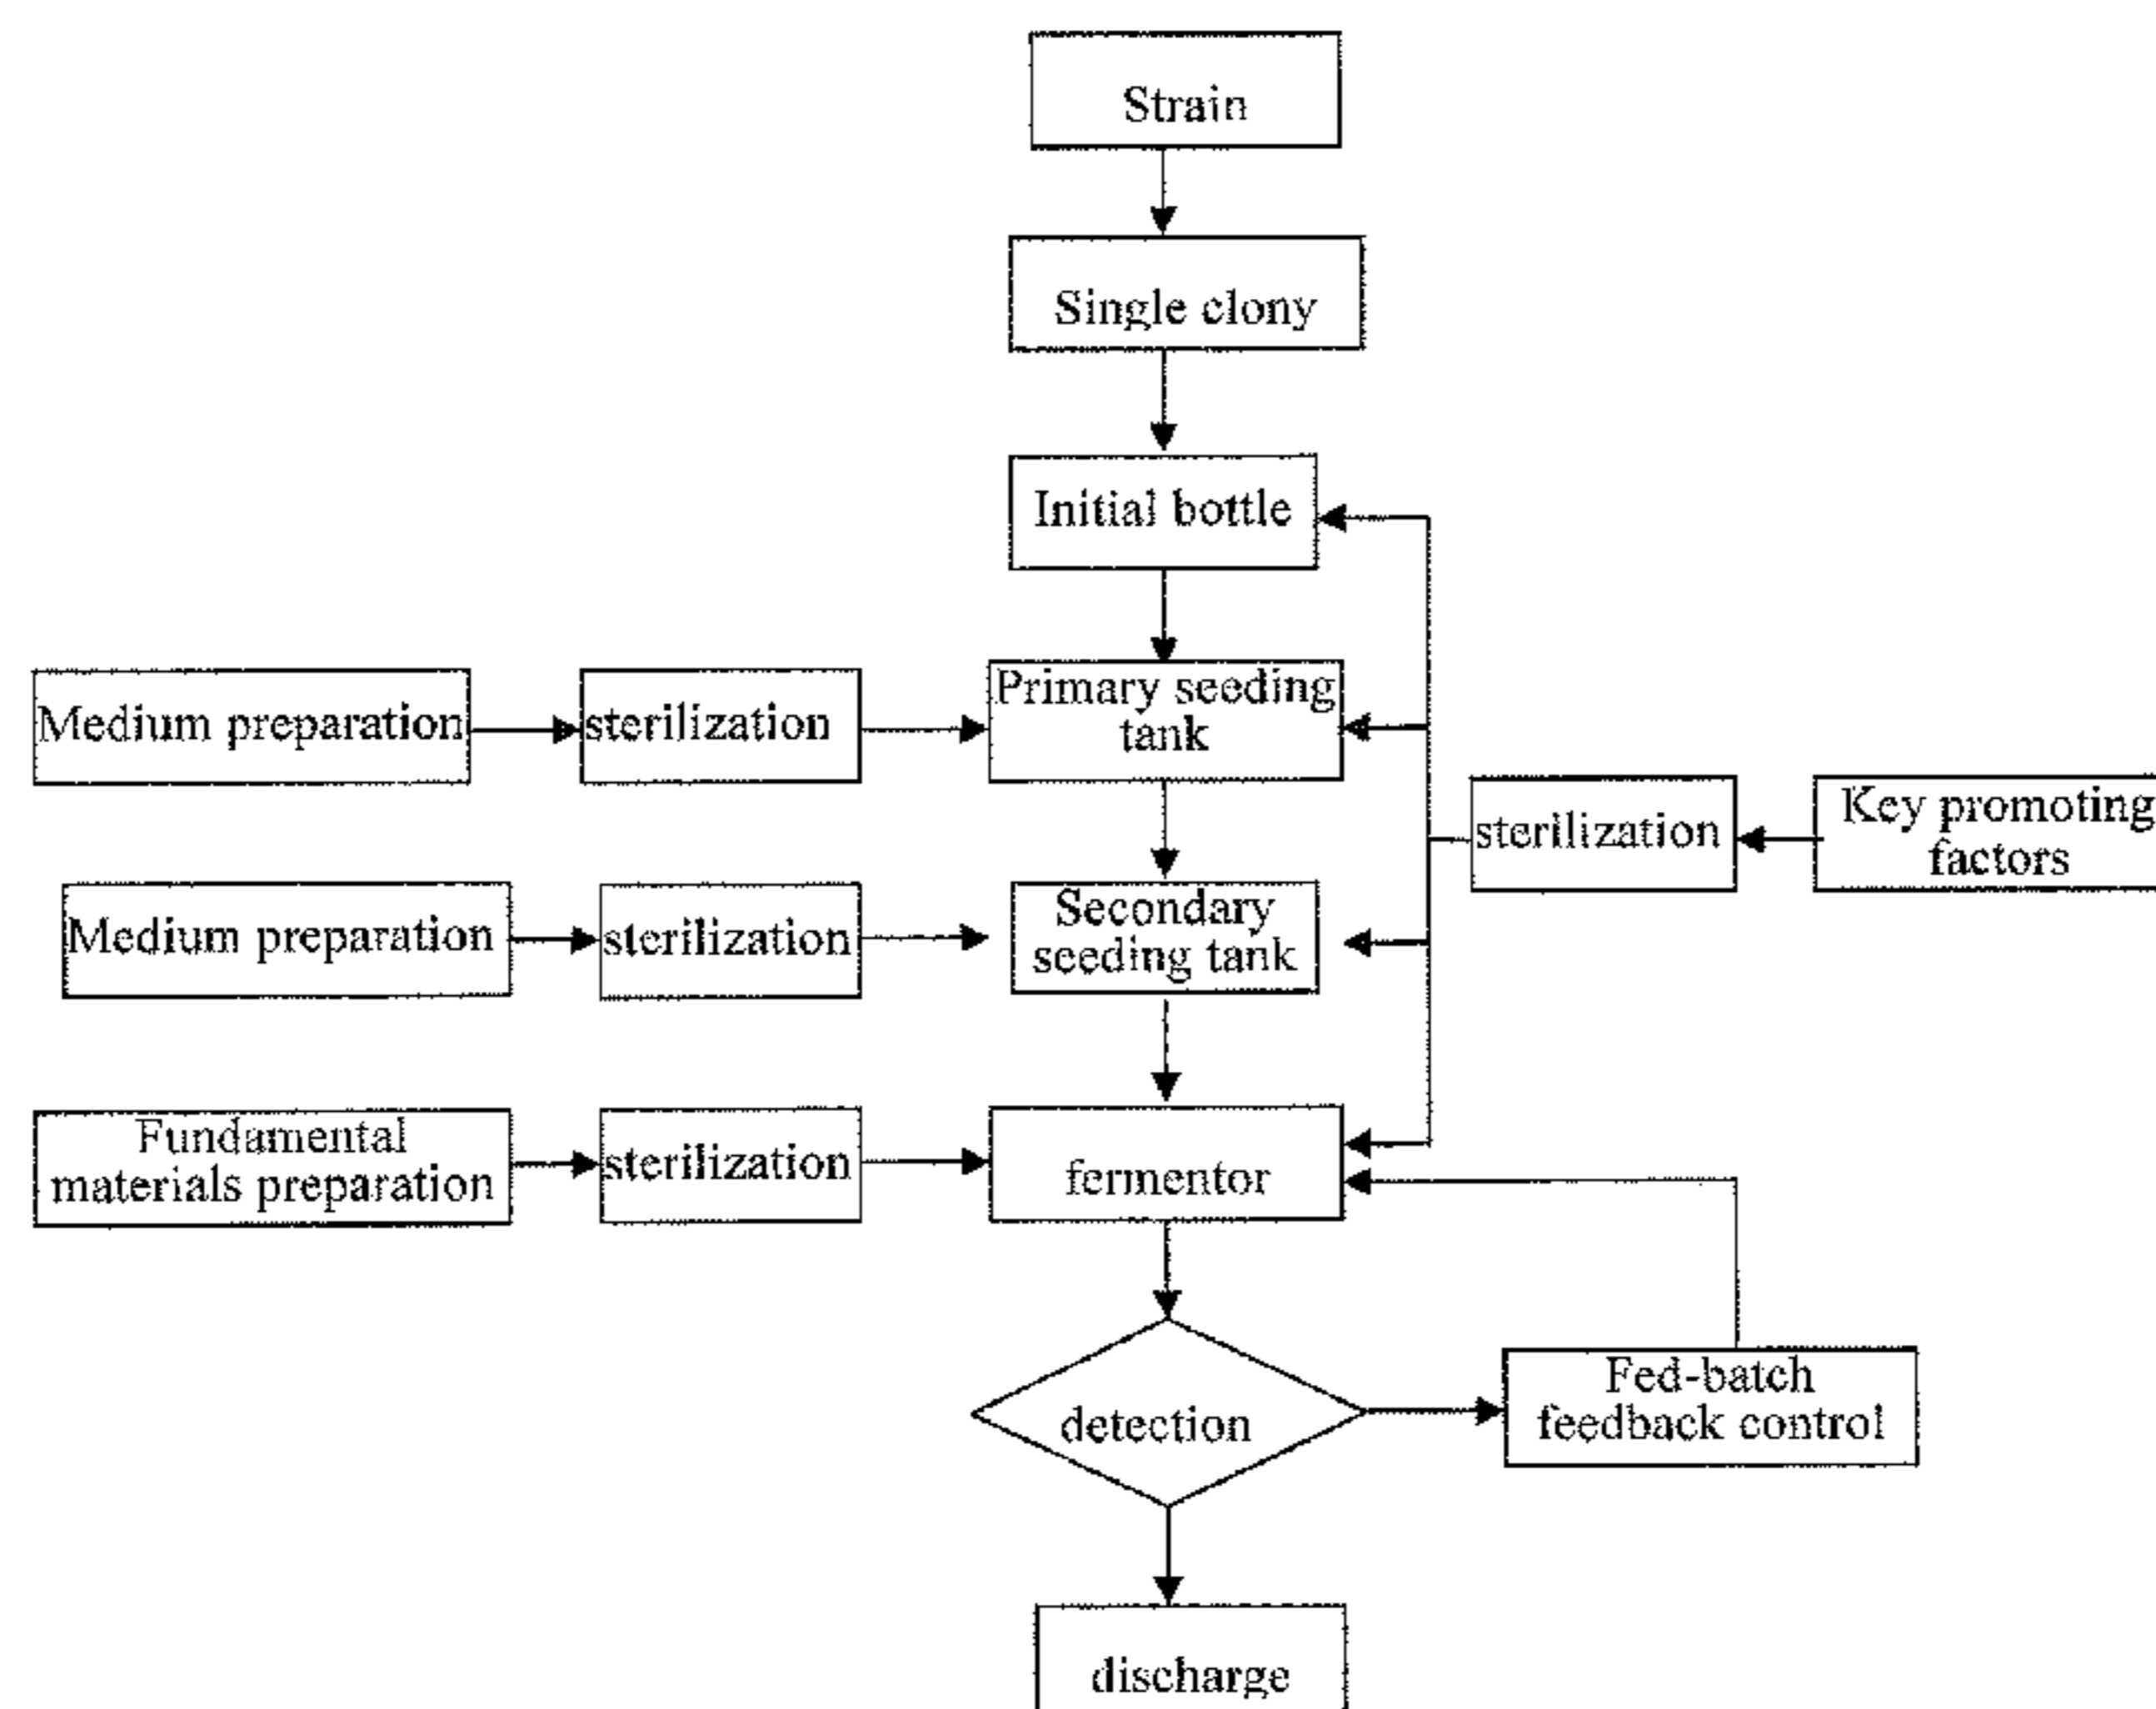 Strain
Single clony
Initial bottle
Medium preparation
sterilization
Primary seeding
tank
sterilization
Key promoting
factors
Medium preparation
sterilization
Secondary
seeding tank
Fundamental
materials preparation
sterilization
fermentor
detection
Fed-batch
feedback control
discharge